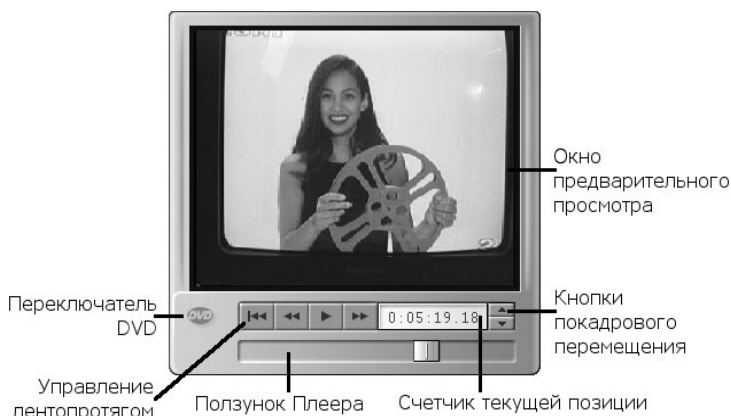 Окно
предварительного
просмотра
Переключатель
DVD
DVD
0:05:19.18
Кнопки
покадрового
перемещения
Управление
лентопротягом
Ползунок Плеера
Счетчик текущей позиции